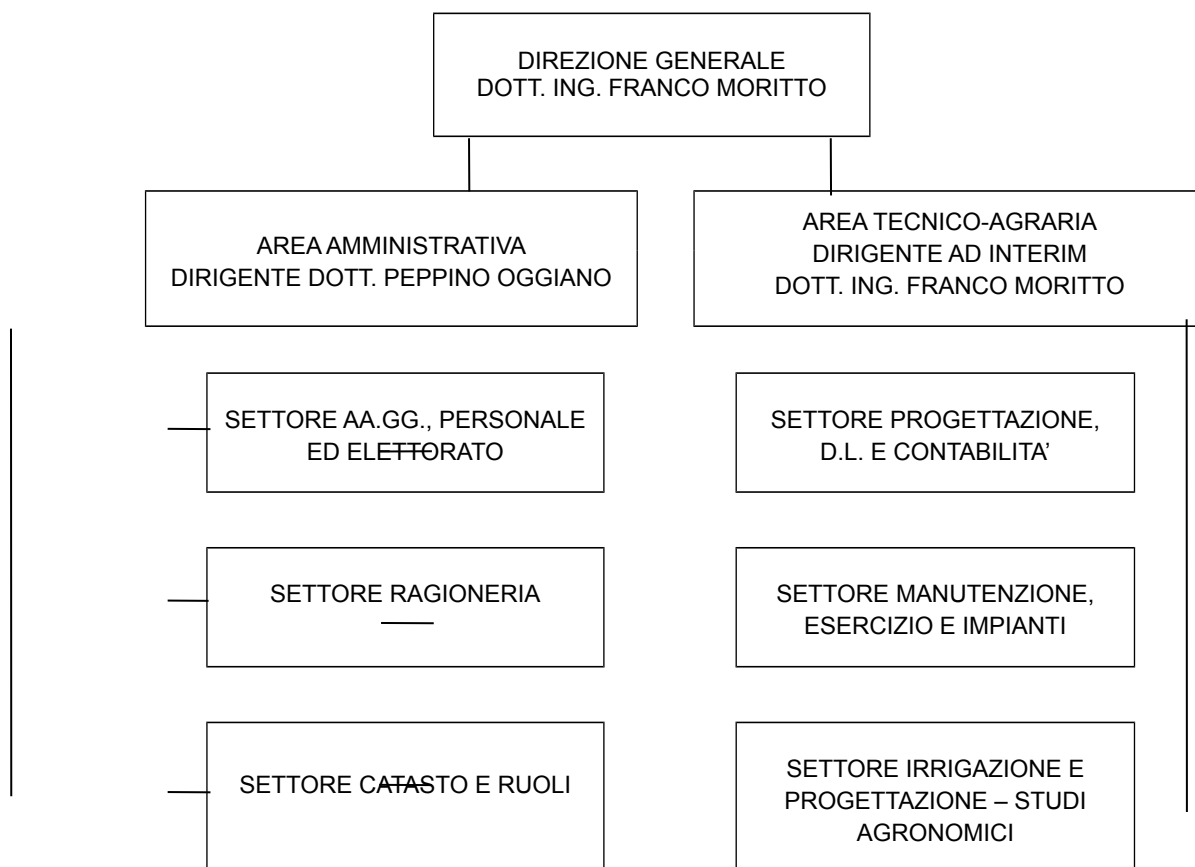 DIREZIONE GENERALE
DOTT. ING. FRANCO MORITTO
AREA AMMINISTRATIVA
DIRIGENTE DOTT. PEPPINO OGGIANO
AREA TECNICO-AGRARIA
DIRIGENTE AD INTERIM
DOTT. ING. FRANCO MORITTO
SETTORE AA.GG., PERSONALE
ED ELETTORATO
SETTORE PROGETTAZIONE,
D.L. E CONTABILITA’
SETTORE RAGIONERIA
SETTORE MANUTENZIONE,
ESERCIZIO E IMPIANTI
SETTORE CATASTO E RUOLI
SETTORE IRRIGAZIONE E
PROGETTAZIONE – STUDI
AGRONOMICI